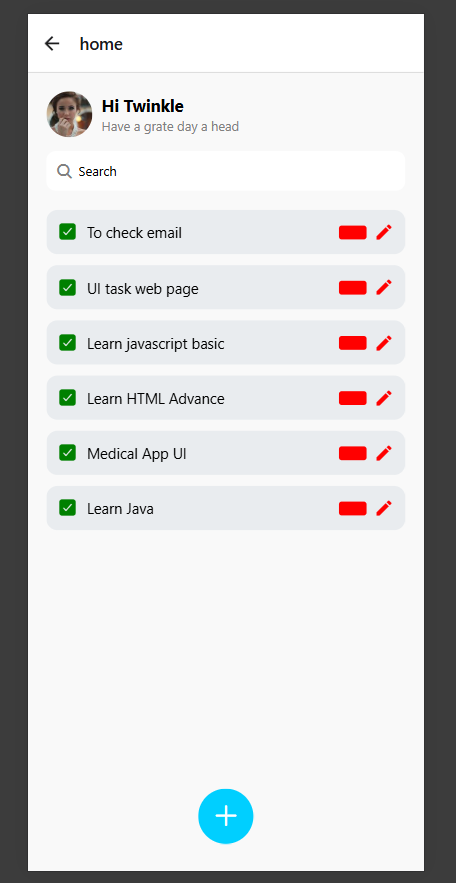 home
Hi Twinkle
Have a grate day a head
Search
To check email
UI task web page
Learn javascript basic
Learn HTML Advance
Medical App UI
Learn Java